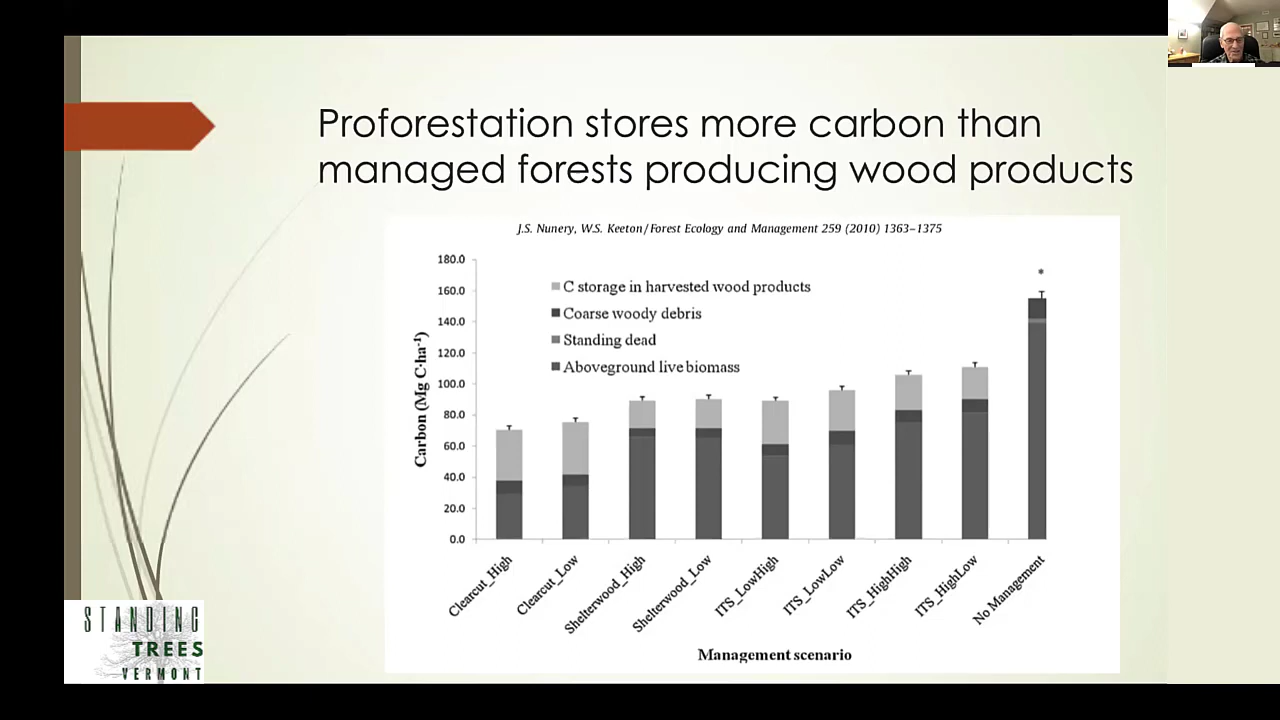 Proforestation stores more carbon than
managed forests producing wood products
J.S. Nunery, W.S. Keeton / Forest Ecology and Management 259 (2010) 1363–1375
180.0
160.0
140.0
120.0
100.0
80.0
60.0
40.0
20.0
0.0
Carbon (Mg C·ha⁻¹)
C storage in harvested wood products
Coarse woody debris
Standing dead
Aboveground live biomass
*
Clearcut_High
Clearcut_Low
Shelterwood_High
Shelterwood_Low
ITS_LowHigh
ITS_LowLow
ITS_HighHigh
ITS_HighLow
No Management
Management scenario
STANDING
TREES
VERMONT